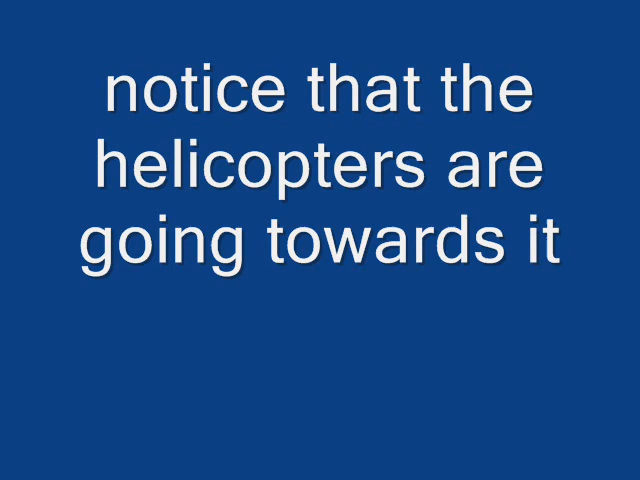 notice that the
helicopters are
going towards it